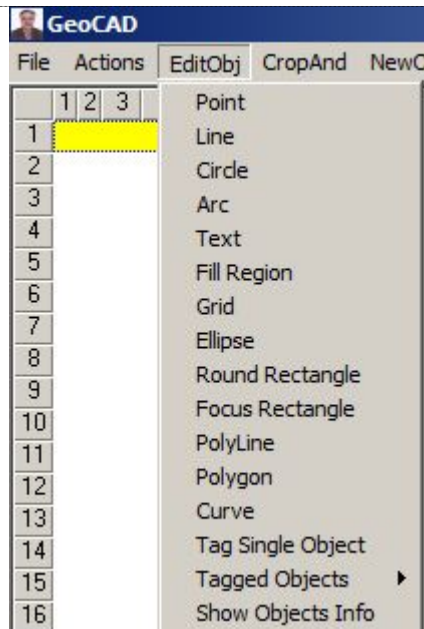 GeoCAD
File Actions EditObj CropAnd NewO
1 2 3
1
2
3
4
5
6
7
8
9
10
11
12
13
14
15
16
Point
Line
Circle
Arc
Text
Fill Region
Grid
Ellipse
Round Rectangle
Focus Rectangle
PolyLine
Polygon
Curve
Tag Single Object
Tagged Objects
Show Objects Info